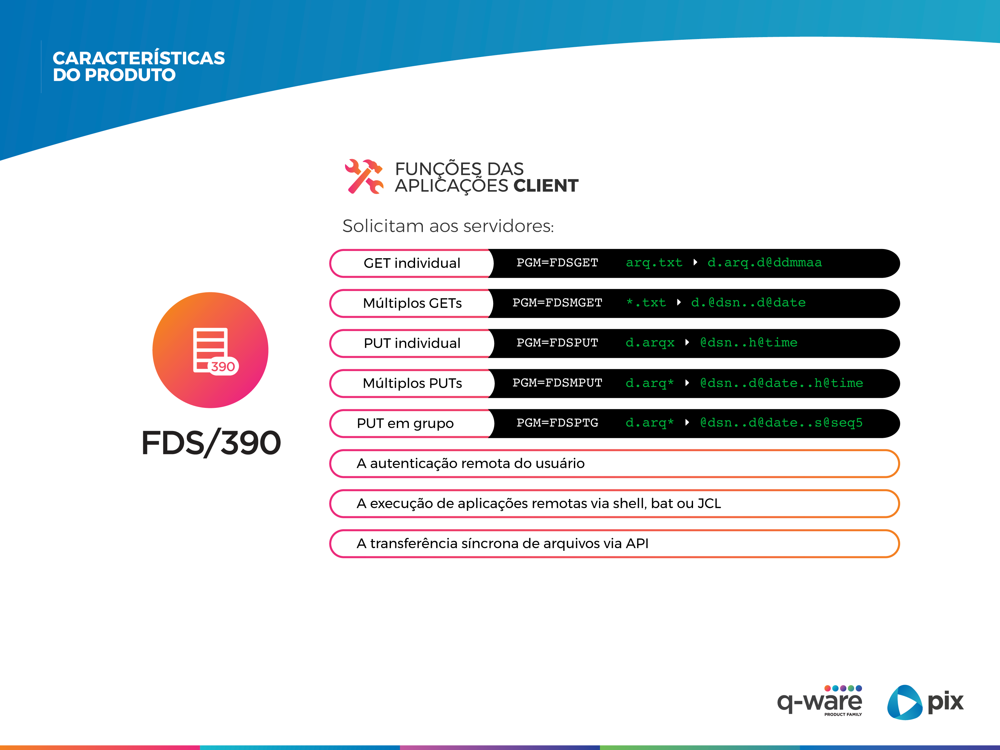 CARACTERÍSTICAS
DO PRODUTO
FUNÇÕES DAS
APLICAÇÕES CLIENT
Solicitam aos servidores:
GET individual PGM=FDSGET arq.txt ▸ d.arq.d@ddmmaa
Múltiplos GETs PGM=FDSMGET *.txt ▸ d.@dsn..d@date
PUT individual PGM=FDSPUT d.arqx ▸ @dsn..h@time
Múltiplos PUTs PGM=FDSMPUT d.arq* ▸ @dsn..d@date..h@time
PUT em grupo PGM=FDSPTG d.arq* ▸ @dsn..d@date..s@seq5
A autenticação remota do usuário
A execução de aplicações remotas via shell, bat ou JCL
A transferência síncrona de arquivos via API
390
FDS/390
q-ware
PRODUCT FAMILY
pix